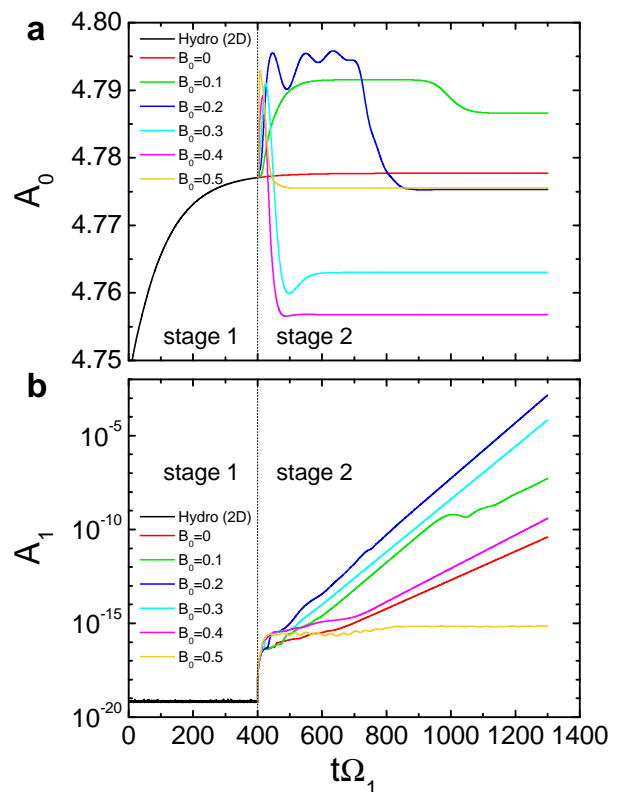 a
4.80
4.79
4.78
4.77
4.76
4.75
A0
Hydro (2D)
B0=0
B0=0.1
B0=0.2
B0=0.3
B0=0.4
B0=0.5
stage 1
stage 2
b
10-5
10-10
10-15
10-20
A1
stage 1
stage 2
Hydro (2D)
B0=0
B0=0.1
B0=0.2
B0=0.3
B0=0.4
B0=0.5
0 200 400 600 800 1000 1200 1400
tΩ1